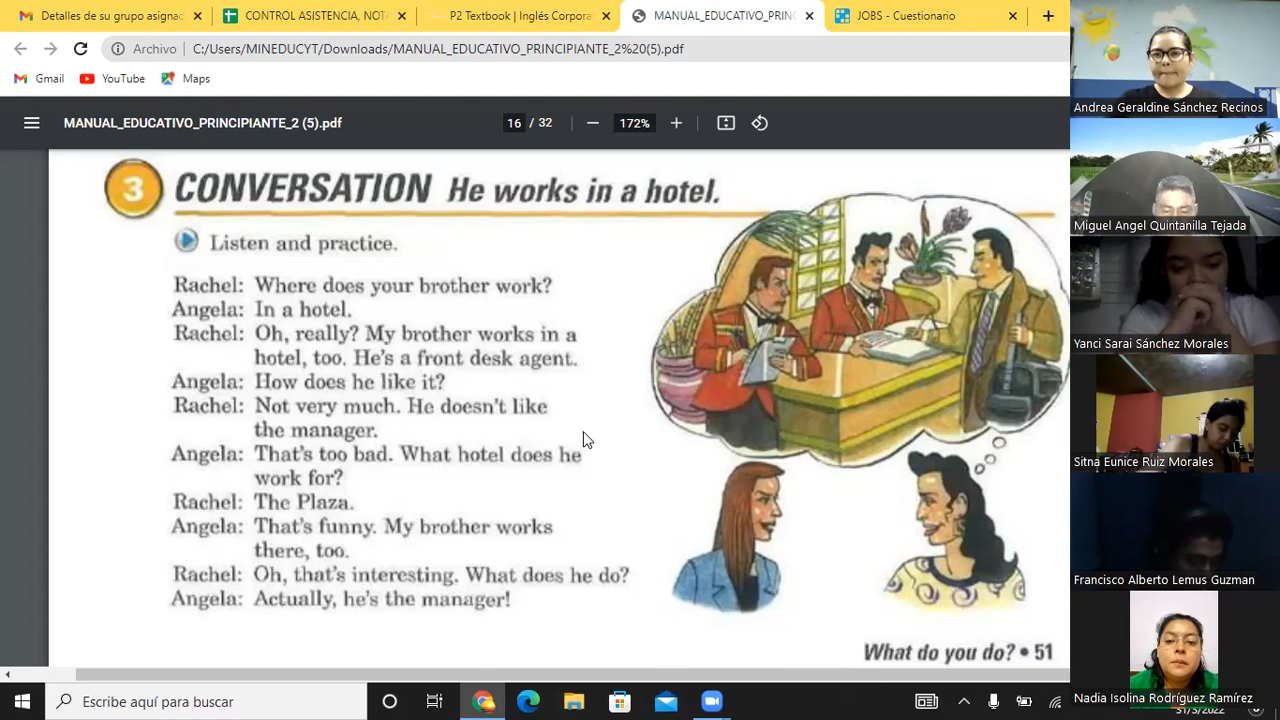 Detalles de su grupo asignad
CONTROL ASISTENCIA, NOTA
P2 Textbook | Inglés Corporat
MANUAL_EDUCATIVO_PRINC
JOBS - Cuestionario
Archivo
C:/Users/MINEDUCYT/Downloads/MANUAL_EDUCATIVO_PRINCIPIANTE_2%20(5).pdf
Gmail
YouTube
Maps
MANUAL_EDUCATIVO_PRINCIPIANTE_2 (5).pdf
16 / 32
172%
3 CONVERSATION He works in a hotel.
Listen and practice.
Rachel: Where does your brother work?
Angela: In a hotel.
Rachel: Oh, really? My brother works in a
hotel, too. He's a front desk agent.
Angela: How does he like it?
Rachel: Not very much. He doesn't like
the manager.
Angela: That's too bad. What hotel does he
work for?
Rachel: The Plaza.
Angela: That's funny. My brother works
there, too.
Rachel: Oh, that's interesting. What does he do?
Angela: Actually, he's the manager!
What do you do? • 51
Escribe aquí para buscar
Andrea Geraldine Sánchez Recinos
Miguel Angel Quintanilla Tejada
Yanci Sarai Sánchez Morales
Sitna Eunice Ruiz Morales
Francisco Alberto Lemus Guzman
Nadia Isolina Rodríguez Ramírez
31/5/2022